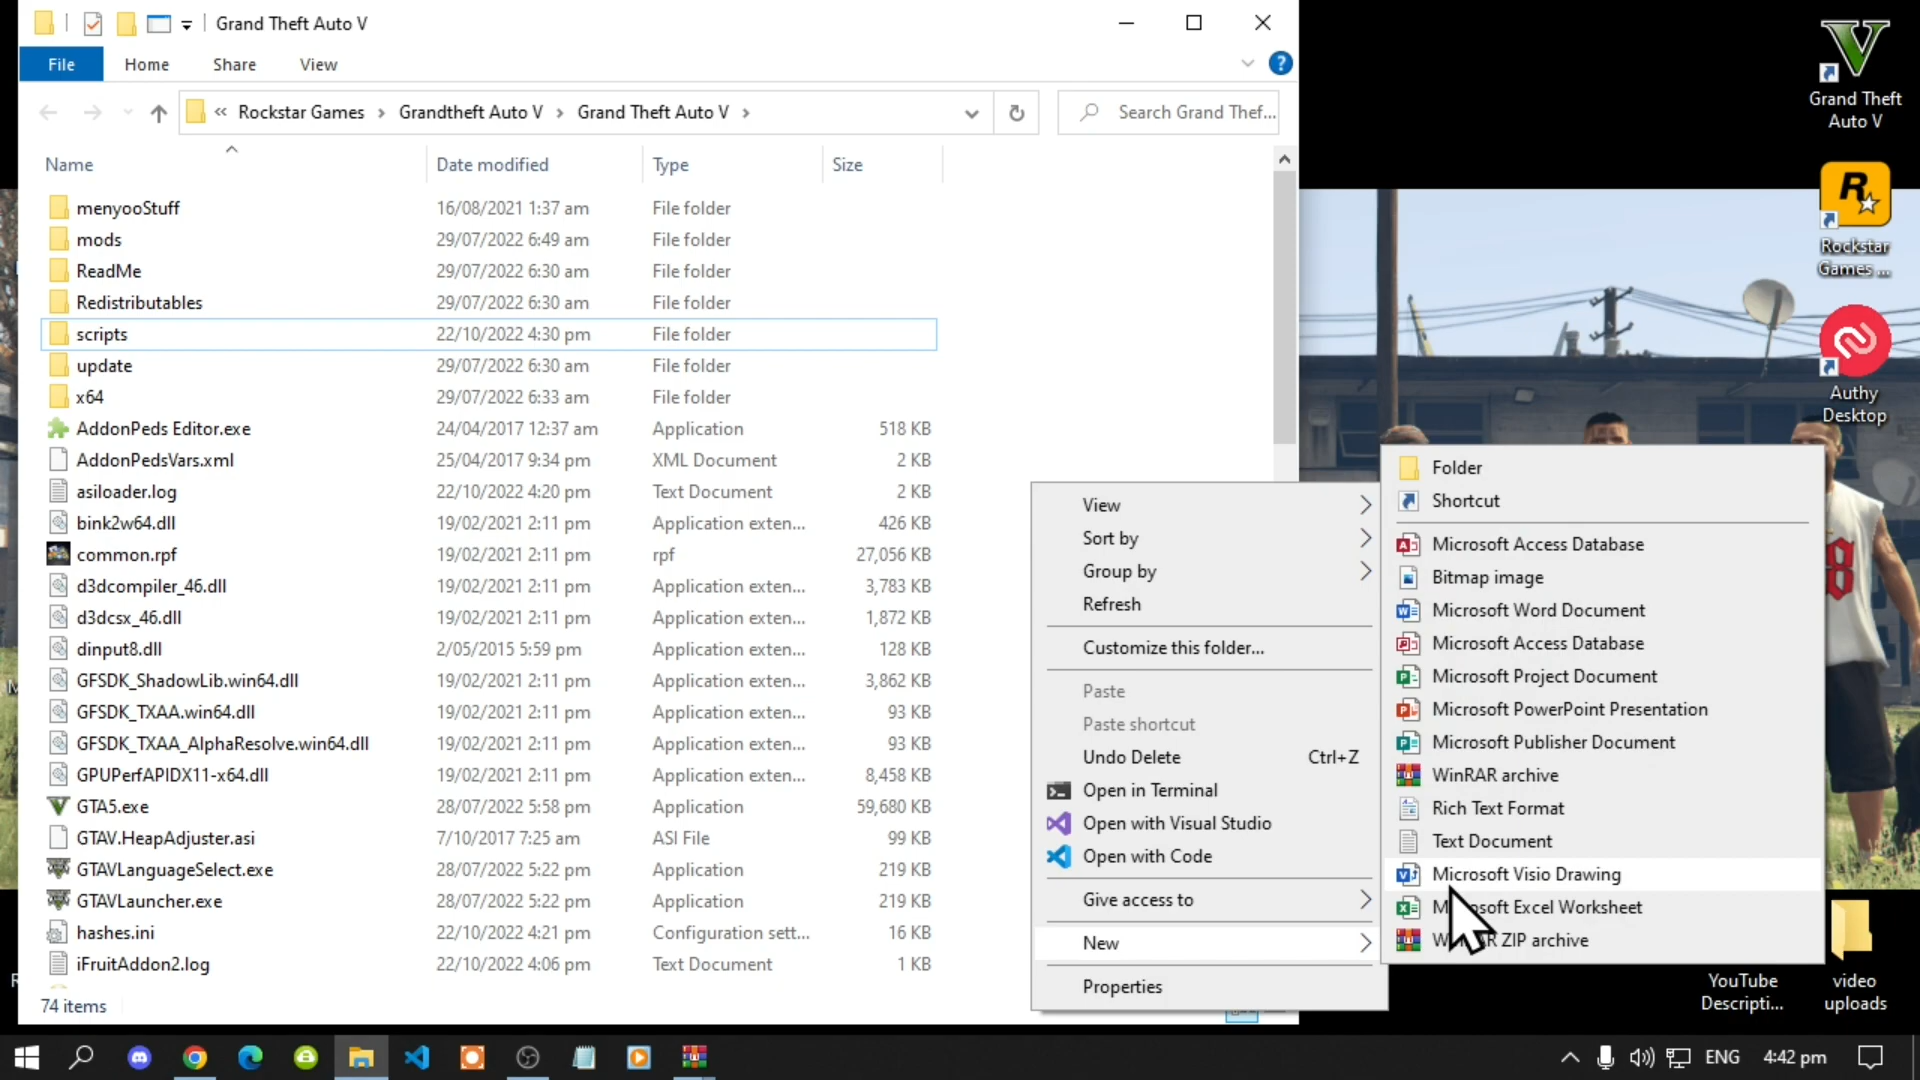 Grand Theft Auto V
File
Home
Share
View
« Rockstar Games › Grandtheft Auto V › Grand Theft Auto V ›
Search Grand Thef...
Name
Date modified
Type
Size
menyooStuff 16/08/2021 1:37 am File folder
mods 29/07/2022 6:49 am File folder
ReadMe 29/07/2022 6:30 am File folder
Redistributables 29/07/2022 6:30 am File folder
scripts 22/10/2022 4:30 pm File folder
update 29/07/2022 6:30 am File folder
x64 29/07/2022 6:33 am File folder
AddonPeds Editor.exe 24/04/2017 12:37 am Application 518 KB
AddonPedsVars.xml 25/04/2017 9:34 pm XML Document 2 KB
asiloader.log 22/10/2022 4:20 pm Text Document 2 KB
bink2w64.dll 19/02/2021 2:11 pm Application exten... 426 KB
common.rpf 19/02/2021 2:11 pm rpf 27,056 KB
d3dcompiler_46.dll 19/02/2021 2:11 pm Application exten... 3,783 KB
d3dcsx_46.dll 19/02/2021 2:11 pm Application exten... 1,872 KB
dinput8.dll 2/05/2015 5:59 pm Application exten... 128 KB
GFSDK_ShadowLib.win64.dll 19/02/2021 2:11 pm Application exten... 3,862 KB
GFSDK_TXAA.win64.dll 19/02/2021 2:11 pm Application exten... 93 KB
GFSDK_TXAA_AlphaResolve.win64.dll 19/02/2021 2:11 pm Application exten... 93 KB
GPUPerfAPIDX11-x64.dll 19/02/2021 2:11 pm Application exten... 8,458 KB
GTA5.exe 28/07/2022 5:58 pm Application 59,680 KB
GTAV.HeapAdjuster.asi 7/10/2017 7:25 am ASI File 99 KB
GTAVLanguageSelect.exe 28/07/2022 5:22 pm Application 219 KB
GTAVLauncher.exe 28/07/2022 5:22 pm Application 219 KB
hashes.ini 22/10/2022 4:21 pm Configuration sett... 16 KB
iFruitAddon2.log 22/10/2022 4:06 pm Text Document 1 KB
74 items
View
Sort by
Group by
Refresh
Customize this folder...
Paste
Paste shortcut
Undo Delete Ctrl+Z
Open in Terminal
Open with Visual Studio
Open with Code
Give access to
New
Properties
Folder
Shortcut
Microsoft Access Database
Bitmap image
Microsoft Word Document
Microsoft Access Database
Microsoft Project Document
Microsoft PowerPoint Presentation
Microsoft Publisher Document
WinRAR archive
Rich Text Format
Text Document
Microsoft Visio Drawing
Excel Worksheet
ZIP archive
Grand Theft
Auto V
Rockstar
Games ...
Authy
Desktop
YouTube
Descripti...
video
uploads
ENG
4:42 pm